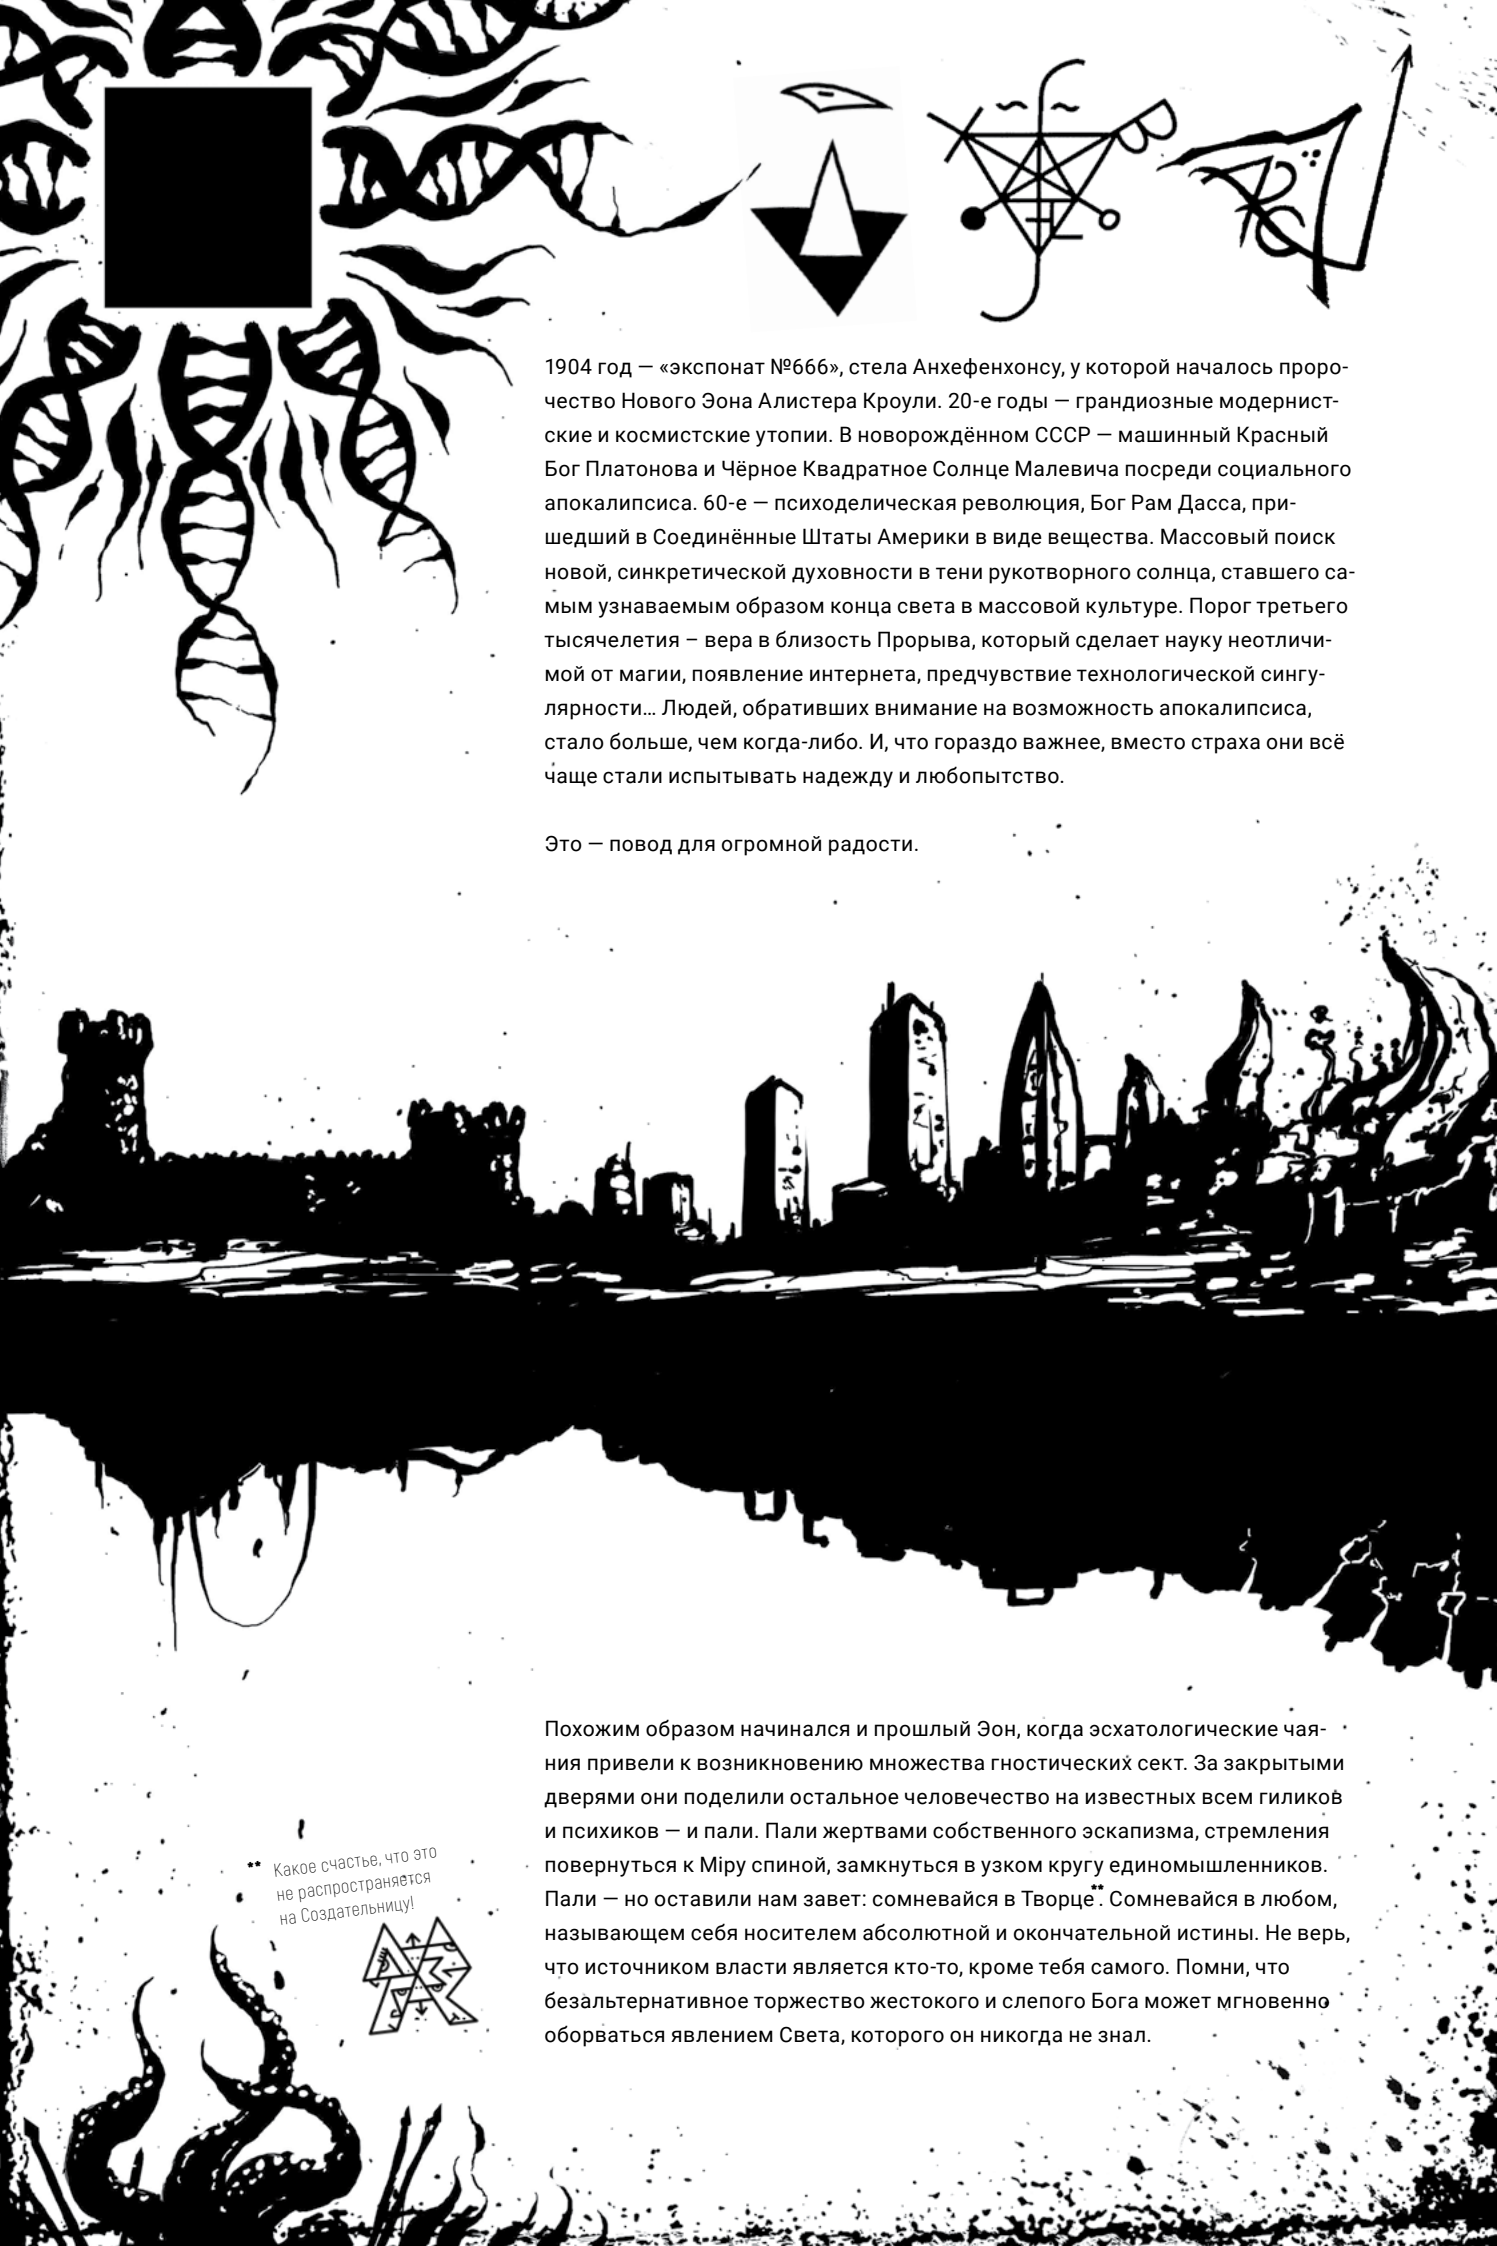 1904 год — «экспонат №666», стела Анхефенхонсу, у которой началось проро-
чество Нового Эона Алистера Кроули. 20-е годы — грандиозные модернист-
ские и космистские утопии. В новорождённом СССР — машинный Красный
Бог Платонова и Чёрное Квадратное Солнце Малевича посреди социального
апокалипсиса. 60-е — психоделическая революция, Бог Рам Дасса, при-
шедший в Соединённые Штаты Америки в виде вещества. Массовый поиск
новой, синкретической духовности в тени рукотворного солнца, ставшего са-
мым узнаваемым образом конца света в массовой культуре. Порог третьего
тысячелетия – вера в близость Прорыва, который сделает науку неотличи-
мой от магии, появление интернета, предчувствие технологической сингу-
лярности... Людей, обративших внимание на возможность апокалипсиса,
стало больше, чем когда-либо. И, что гораздо важнее, вместо страха они всё
чаще стали испытывать надежду и любопытство.
Это — повод для огромной радости.
Похожим образом начинался и прошлый Эон, когда эсхатологические чая-
ния привели к возникновению множества гностических сект. За закрытыми
дверями они поделили остальное человечество на известных всем гиликов
и психиков — и пали. Пали жертвами собственного эскапизма, стремления
повернуться к Мiру спиной, замкнуться в узком кругу единомышленников.
Пали — но оставили нам завет: сомневайся в Творце**. Сомневайся в любом,
называющем себя носителем абсолютной и окончательной истины. Не верь,
что источником власти является кто-то, кроме тебя самого. Помни, что
безальтернативное торжество жестокого и слепого Бога может мгновенно
оборваться явлением Света, которого он никогда не знал.
** Какое счастье, что это
не распространяется
на Создательницу!